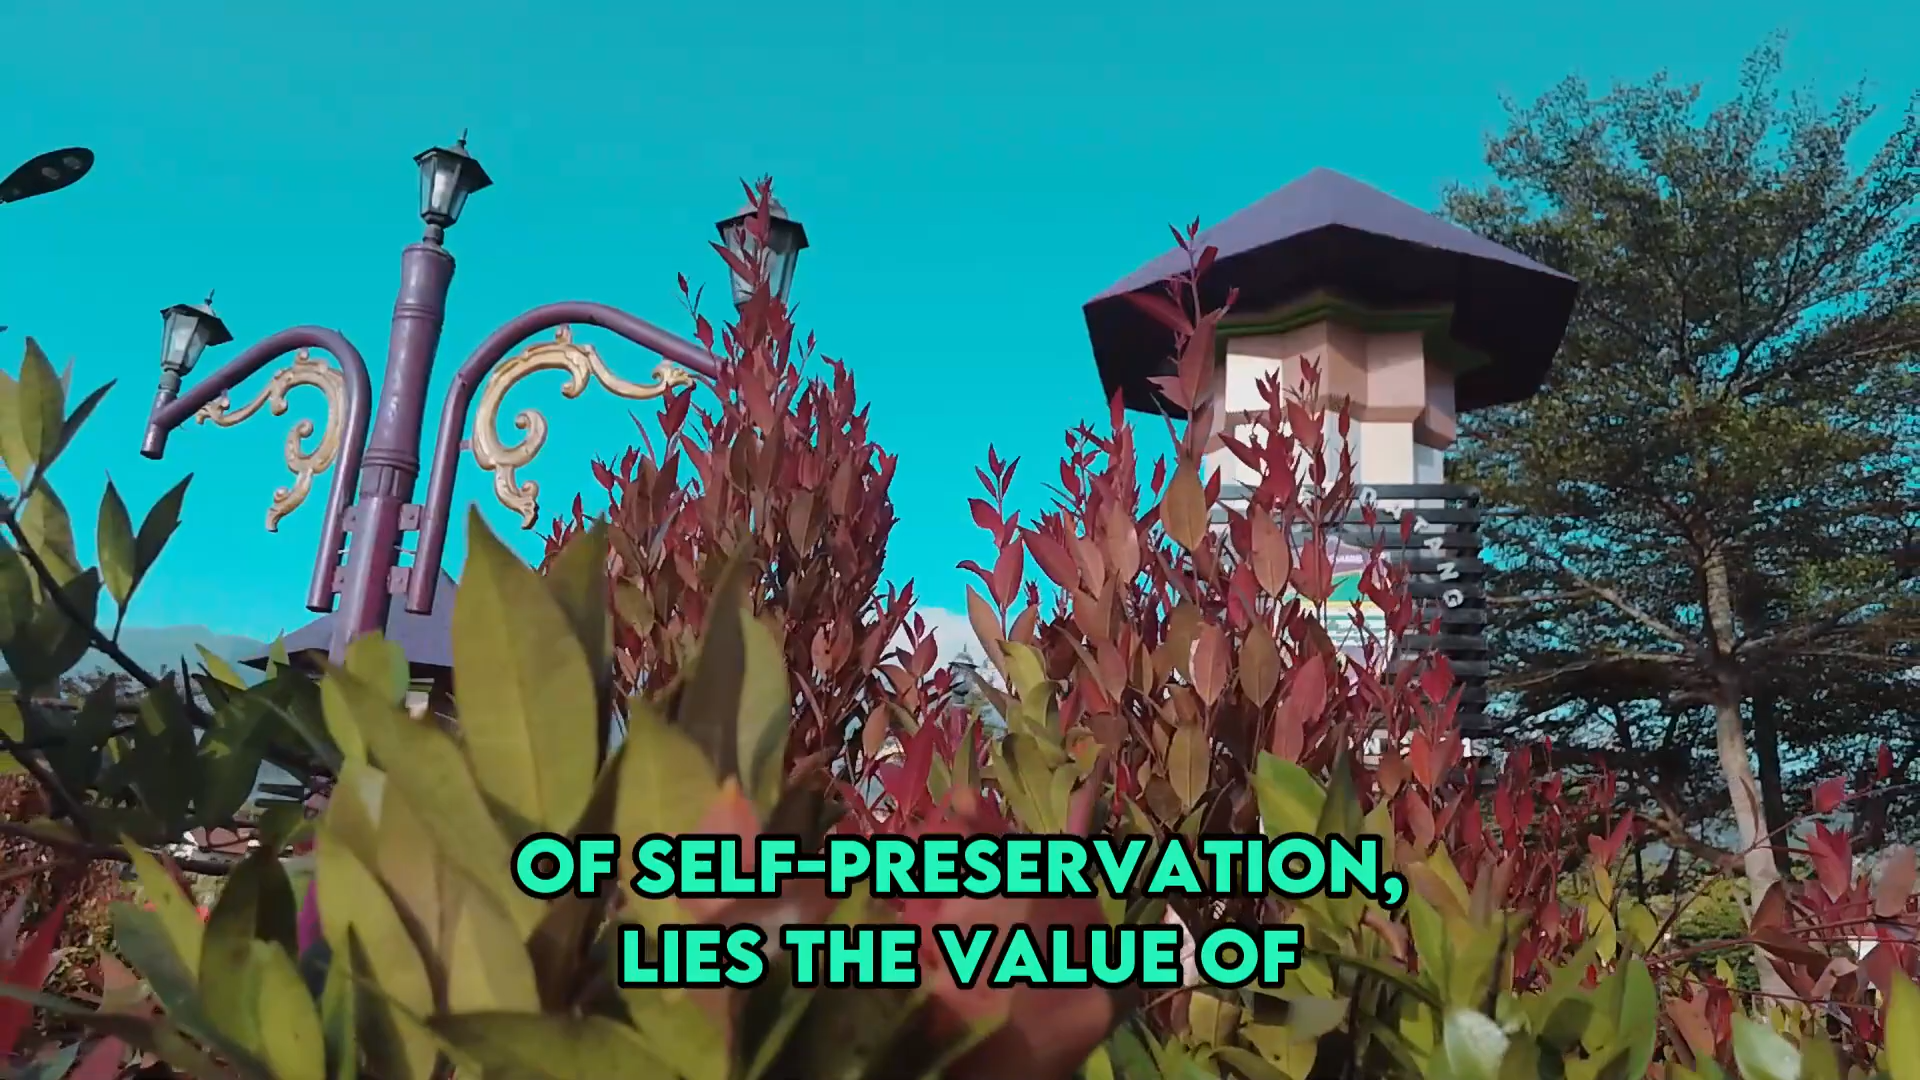 OF SELF-PRESERVATION,
LIES THE VALUE OF